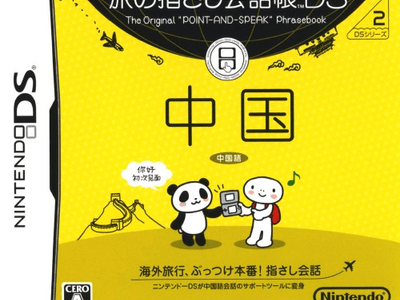 旅の指さし会話帳DS
The Original "POINT-AND-SPEAK" Phrasebook
2
DSシリーズ
NINTENDO DS
TM
中国
中国語
你好
初次见面
海外旅行、ぶっつけ本番！指さし会話
ニンテンドーDSが中国語会話のサポートツールに変身
CERO
A
Nintendo